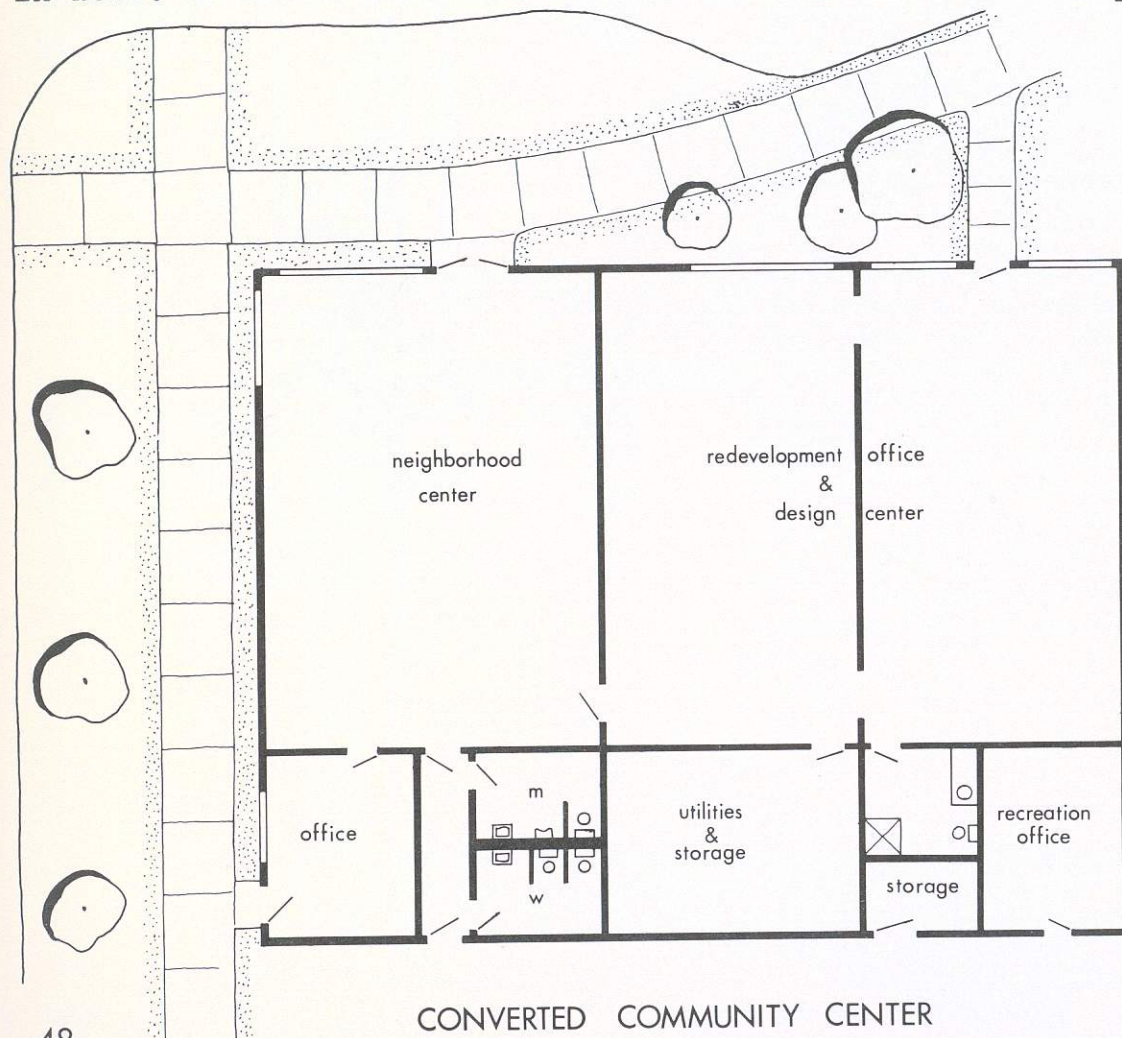 neighborhood
center
redevelopment office
&
design center
office
m
w
utilities
&
storage
storage
recreation
office
CONVERTED COMMUNITY CENTER